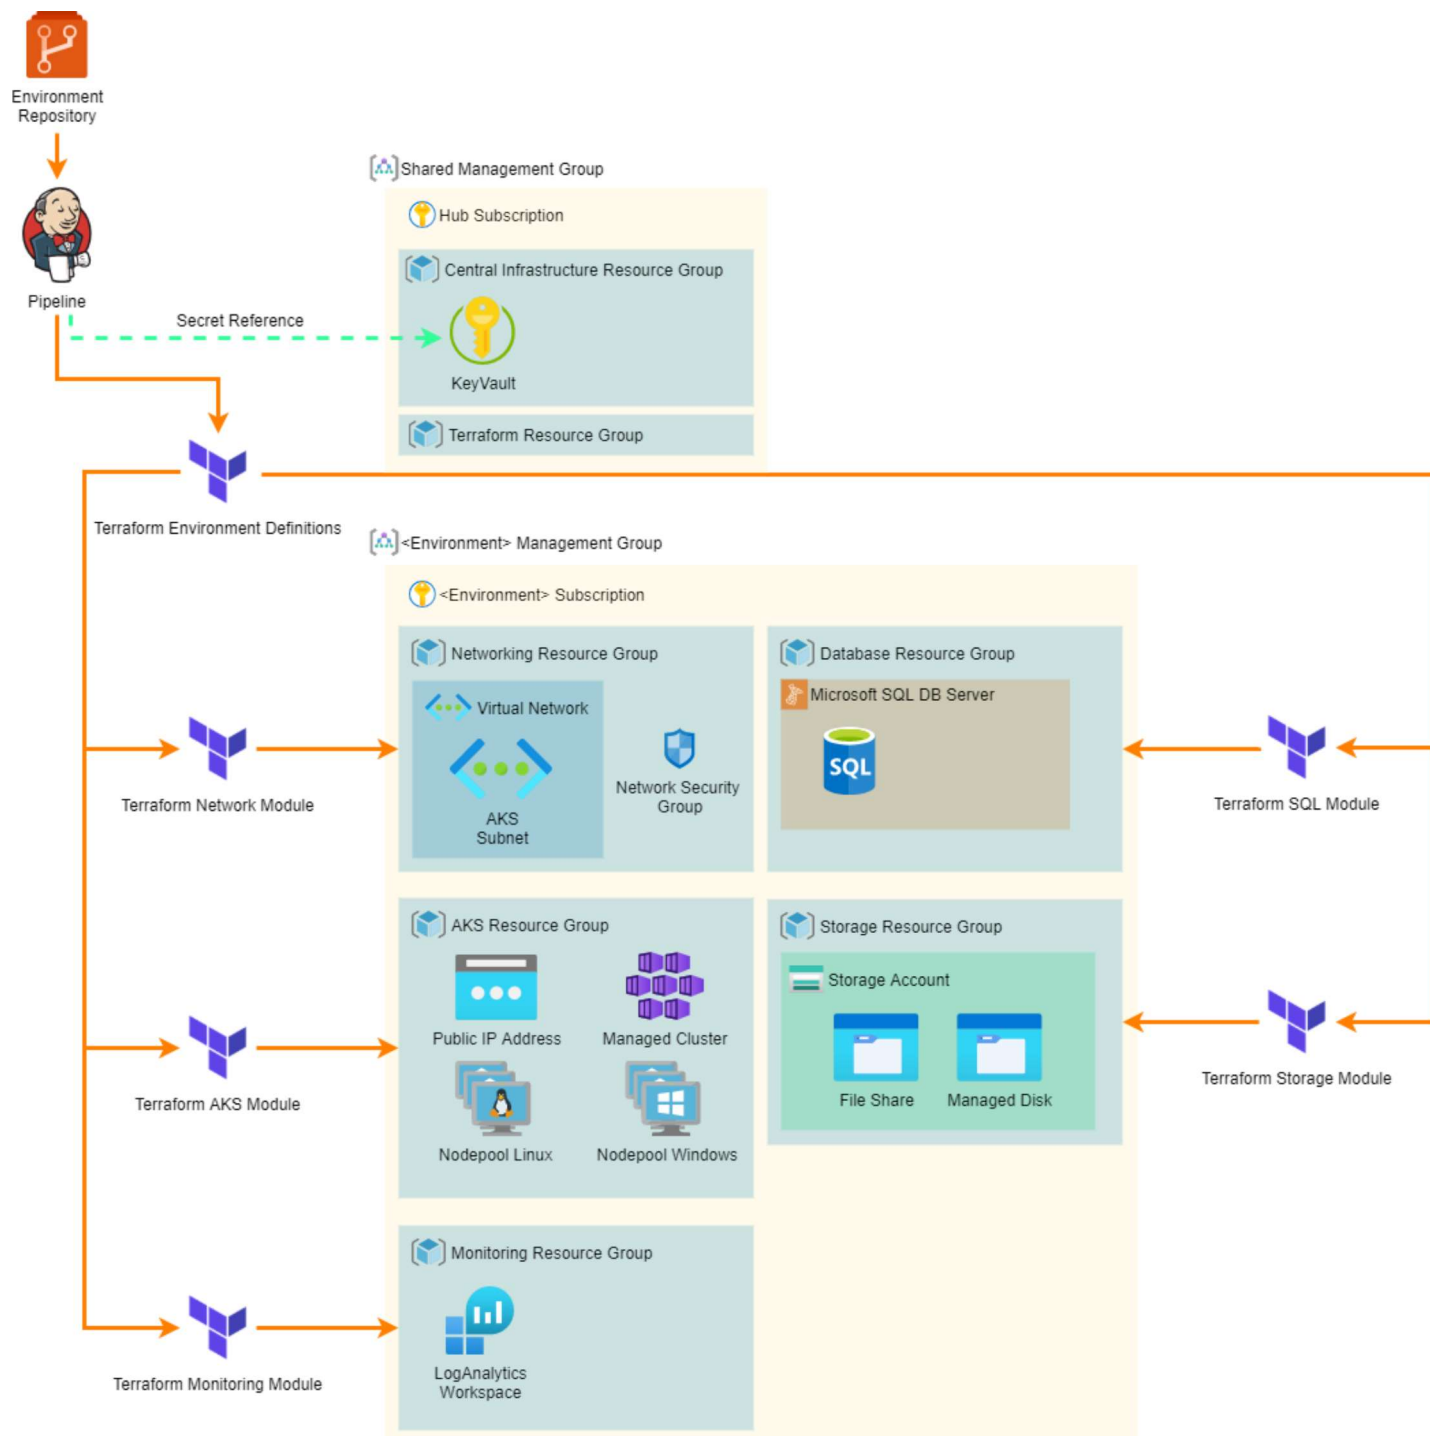 Environment
Repository
Shared Management Group
Hub Subscription
Central Infrastructure Resource Group
Pipeline
Secret Reference
KeyVault
Terraform Resource Group
Terraform Environment Definitions
<Environment> Management Group
<Environment> Subscription
Networking Resource Group
Virtual Network
AKS
Subnet
Network Security
Group
Database Resource Group
Microsoft SQL DB Server
SQL
Terraform Network Module
Terraform SQL Module
AKS Resource Group
Public IP Address
Managed Cluster
Nodepool Linux
Nodepool Windows
Storage Resource Group
Storage Account
File Share
Managed Disk
Terraform AKS Module
Terraform Storage Module
Monitoring Resource Group
LogAnalytics
Workspace
Terraform Monitoring Module